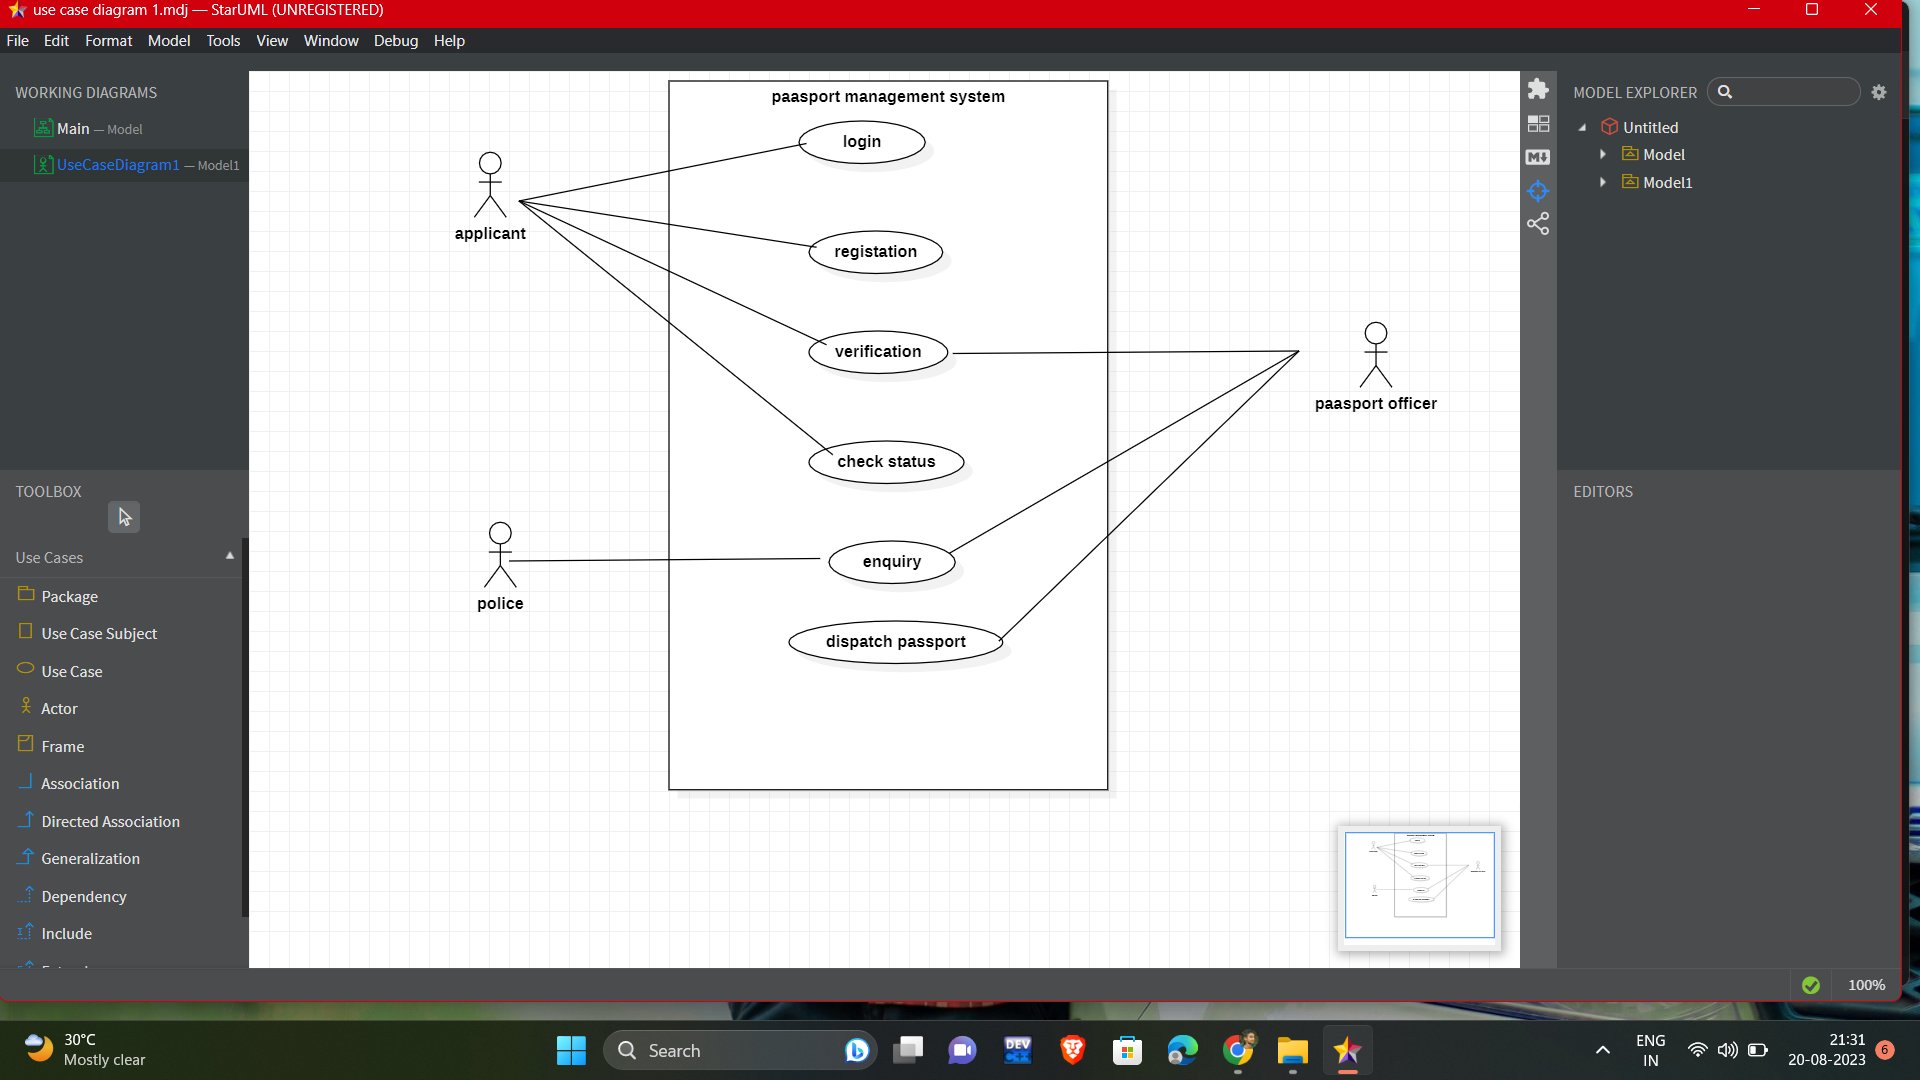 use case diagram 1.mdj — StarUML (UNREGISTERED)
File Edit Format Model Tools View Window Debug Help
WORKING DIAGRAMS
Main — Model
UseCaseDiagram1 — Model1
TOOLBOX
Use Cases
Package
Use Case Subject
Use Case
Actor
Frame
Association
Directed Association
Generalization
Dependency
Include
paasport management system
login
applicant
registation
verification
paasport officer
check status
enquiry
police
dispatch passport
MODEL EXPLORER
Untitled
Model
Model1
EDITORS
100%
30°C
Mostly clear
Search
DEV
C++
ENG
IN
21:31
20-08-2023
6